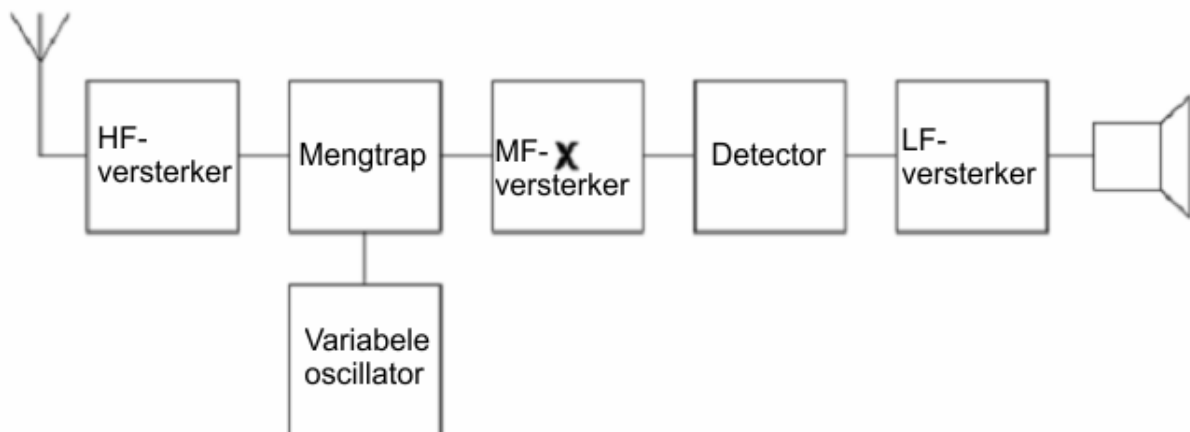 HF-
versterker
Mengtrap
MF- X
versterker
Detector
LF-
versterker
Variabele
oscillator